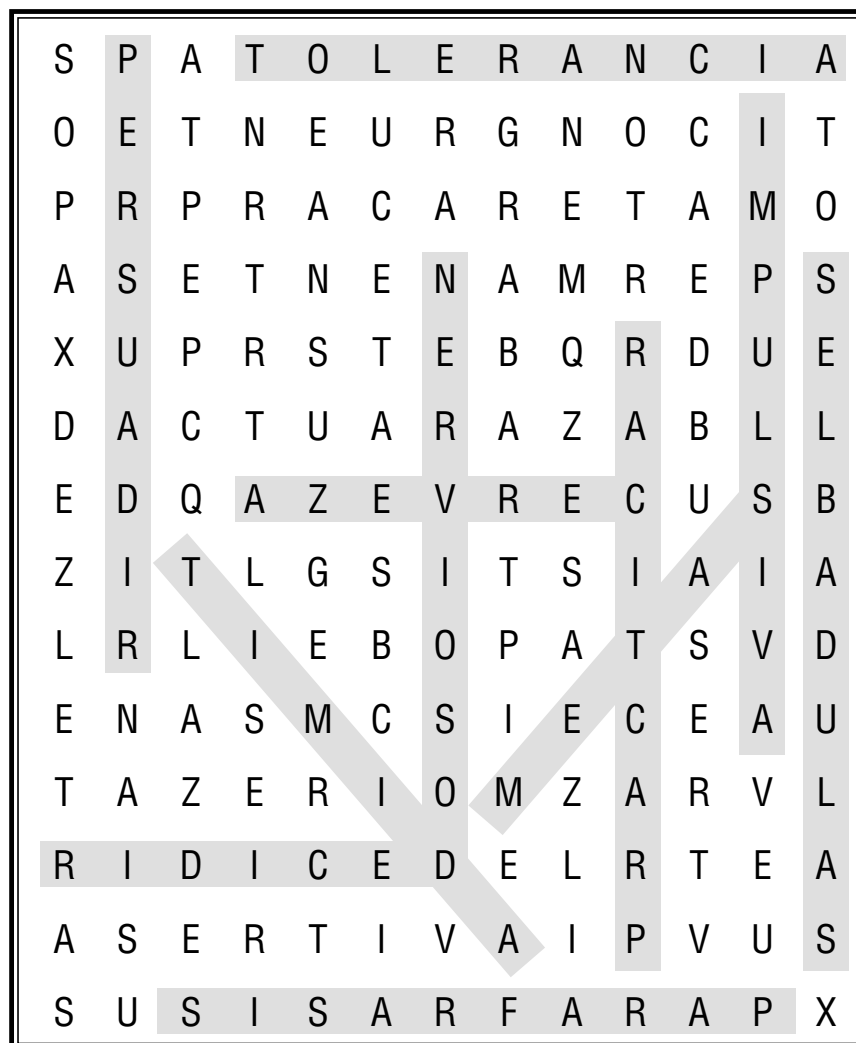 S P A T O L E R A N C I A
O E T N E U R G N O C I T
P R P R A C A R E T A M O
A S E T N E N A M R E P S
X U P R S T E B Q R D U E
D A C T U A R A Z A B L L
E D Q A Z E V R E C U S B
Z I T L G S I T S I A I A
L R L I E B O P A T S V D
E N A S M C S I E C E A U
T A Z E R I O M Z A R V L
R I D I C E D E L R T E A
A S E R T I V A I P V U S
S U S I S A R F A R A P X